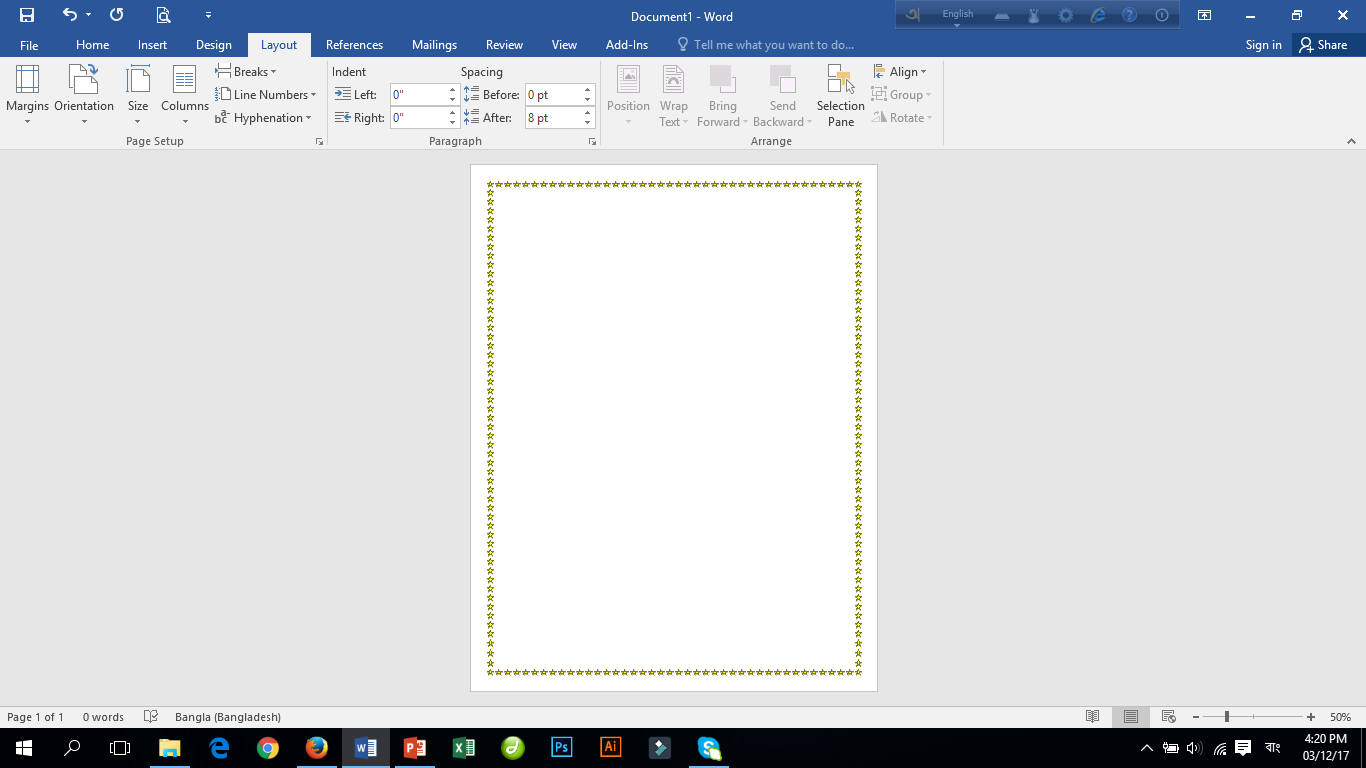 Document1 - Word
English
File Home Insert Design Layout References Mailings Review View Add-Ins Tell me what you want to do... Sign in Share
Margins Orientation Size Columns
Breaks
Line Numbers
Hyphenation
Page Setup
Indent Spacing
Left: 0" Before: 0 pt
Right: 0" After: 8 pt
Paragraph
Position Wrap Text Bring Forward Send Backward Selection Pane
Align
Group
Rotate
Arrange
Page 1 of 1 0 words Bangla (Bangladesh) 50%
বাং 4:20 PM
03/12/17